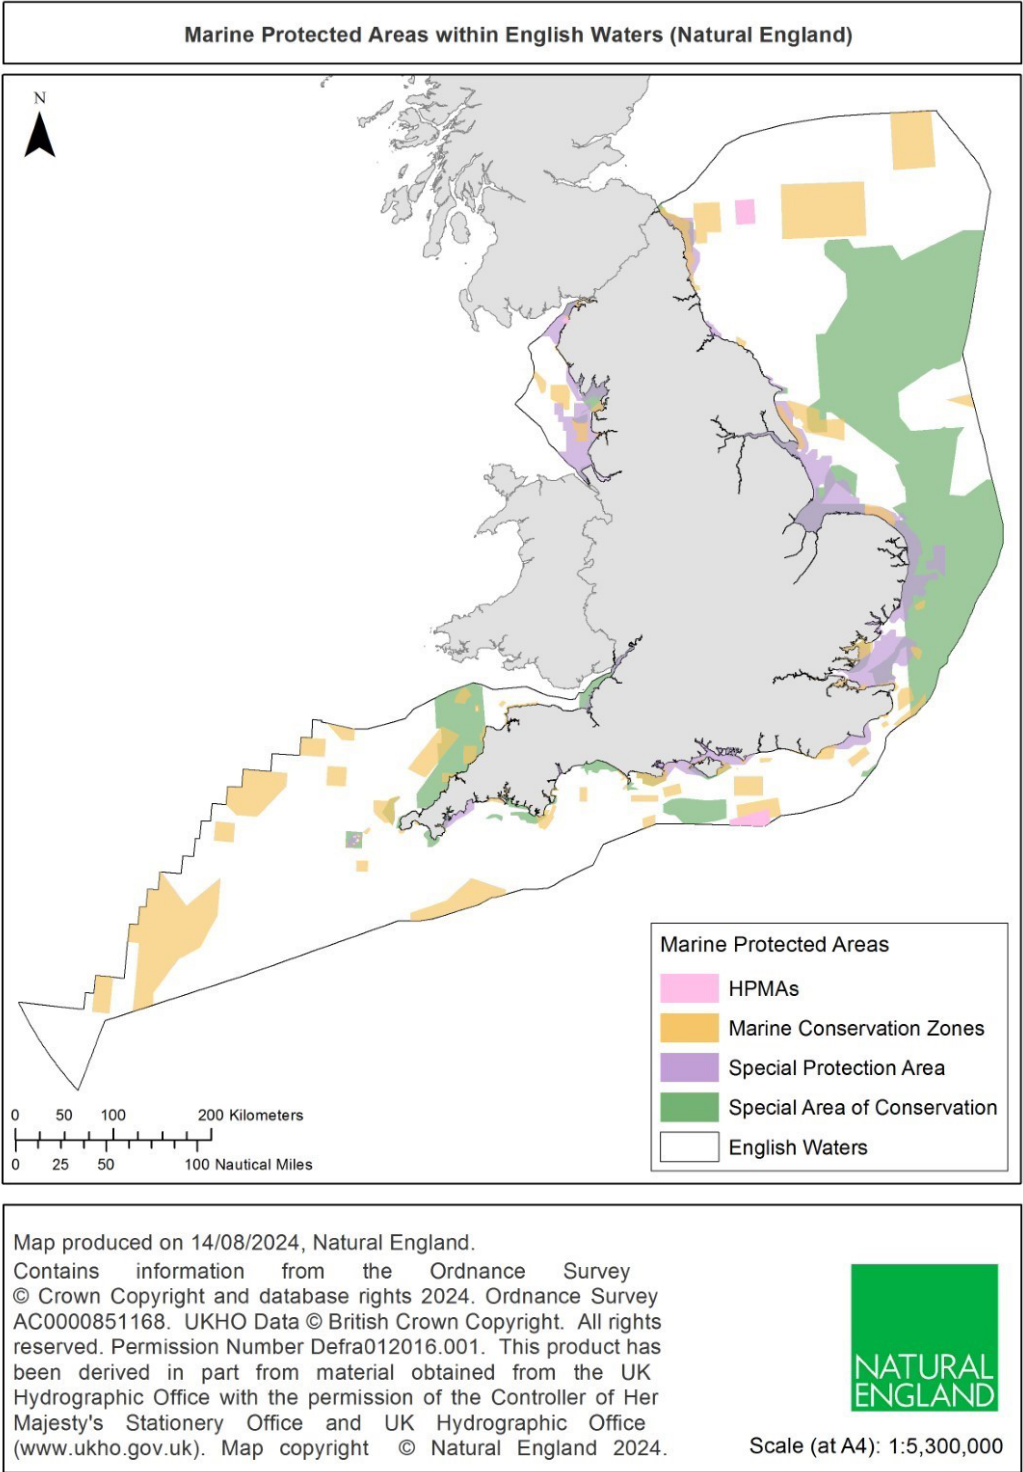 Marine Protected Areas within English Waters (Natural England)
N
Marine Protected Areas
HPMAs
Marine Conservation Zones
Special Protection Area
Special Area of Conservation
English Waters
0 50 100 200 Kilometers
0 25 50 100 Nautical Miles
Map produced on 14/08/2024, Natural England.
Contains information from the Ordnance Survey
© Crown Copyright and database rights 2024. Ordnance Survey
AC0000851168. UKHO Data © British Crown Copyright. All rights
reserved. Permission Number Defra012016.001. This product has
been derived in part from material obtained from the UK
Hydrographic Office with the permission of the Controller of Her
Majesty's Stationery Office and UK Hydrographic Office
(www.ukho.gov.uk). Map copyright © Natural England 2024.
NATURAL
ENGLAND
Scale (at A4): 1:5,300,000